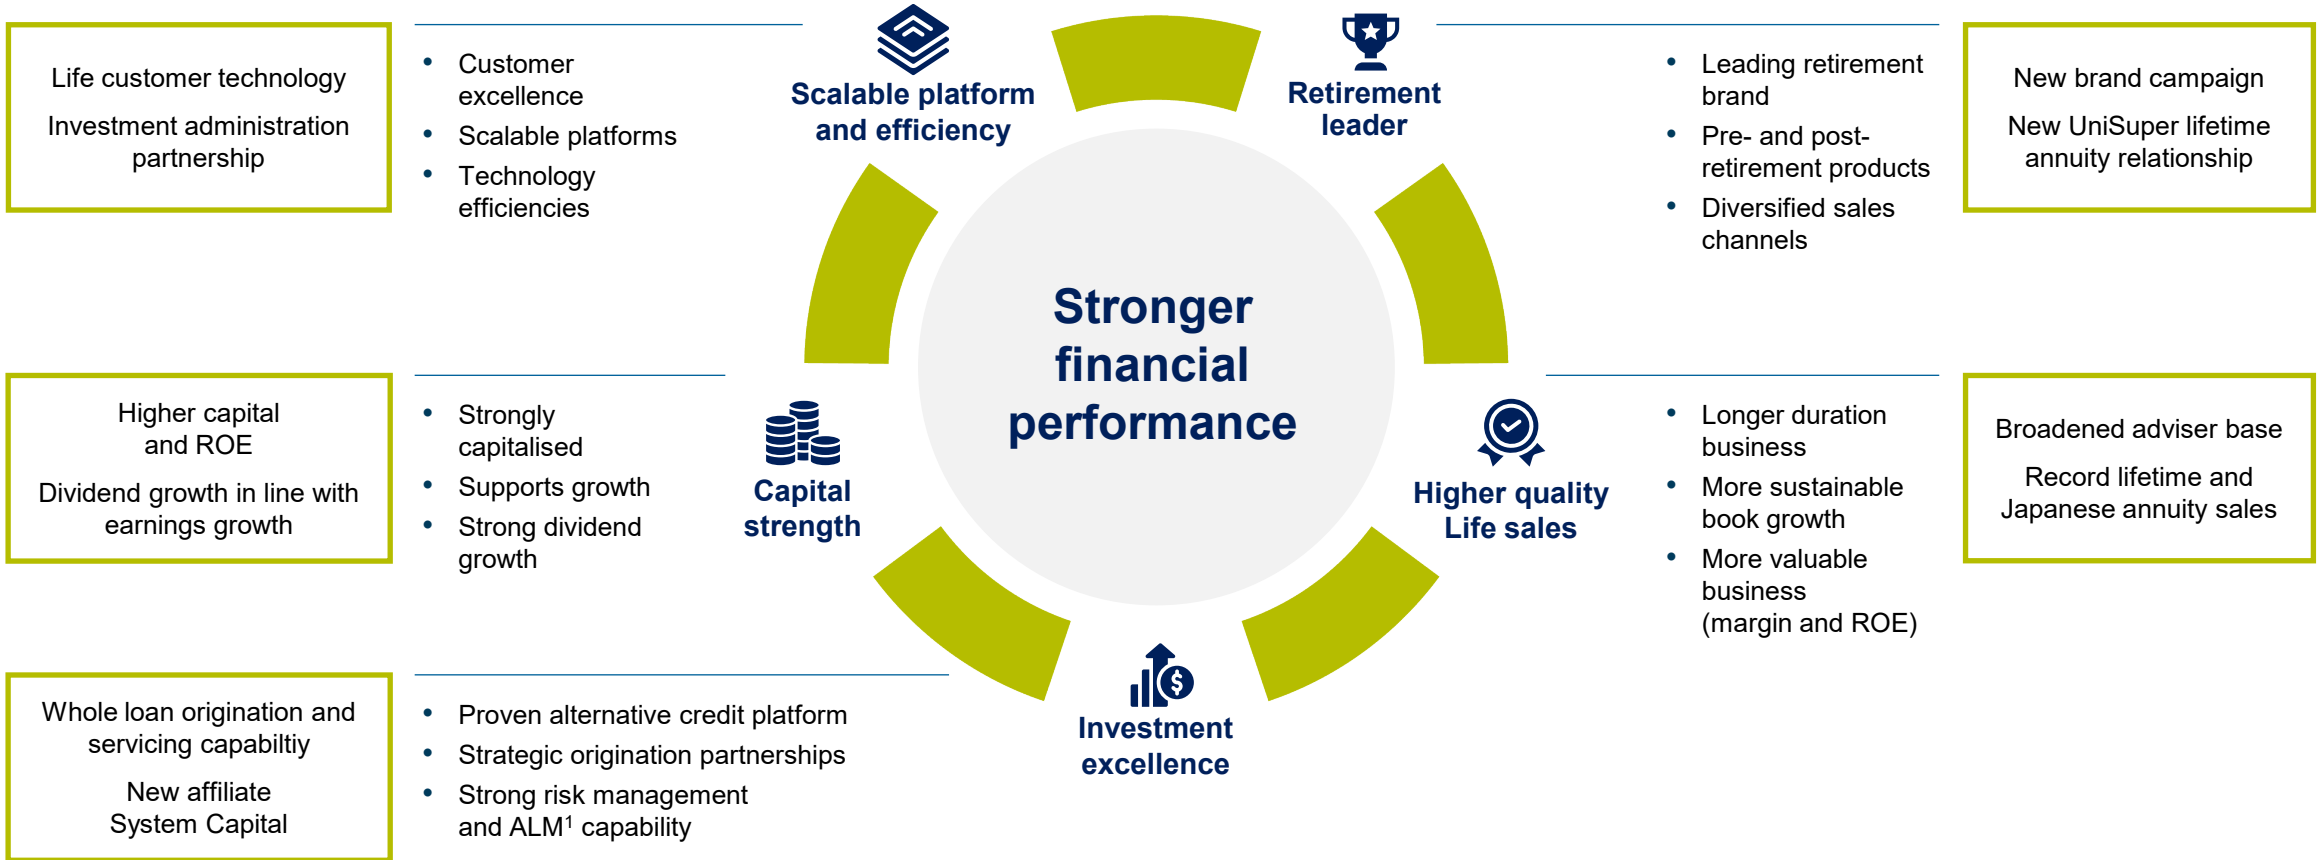 Life customer technology
Investment administration
partnership
• Customer
excellence
• Scalable platforms
• Technology
efficiencies
Scalable platform
and efficiency
Retirement
leader
• Leading retirement
brand
• Pre- and post-
retirement products
• Diversified sales
channels
New brand campaign
New UniSuper lifetime
annuity relationship
Stronger
financial
performance
Higher capital
and ROE
Dividend growth in line with
earnings growth
• Strongly
capitalised
• Supports growth
• Strong dividend
growth
Capital
strength
Higher quality
Life sales
• Longer duration
business
• More sustainable
book growth
• More valuable
business
(margin and ROE)
Broadened adviser base
Record lifetime and
Japanese annuity sales
Whole loan origination and
servicing capabiltiy
New affiliate
System Capital
• Proven alternative credit platform
• Strategic origination partnerships
• Strong risk management
and ALM¹ capability
$
Investment
excellence